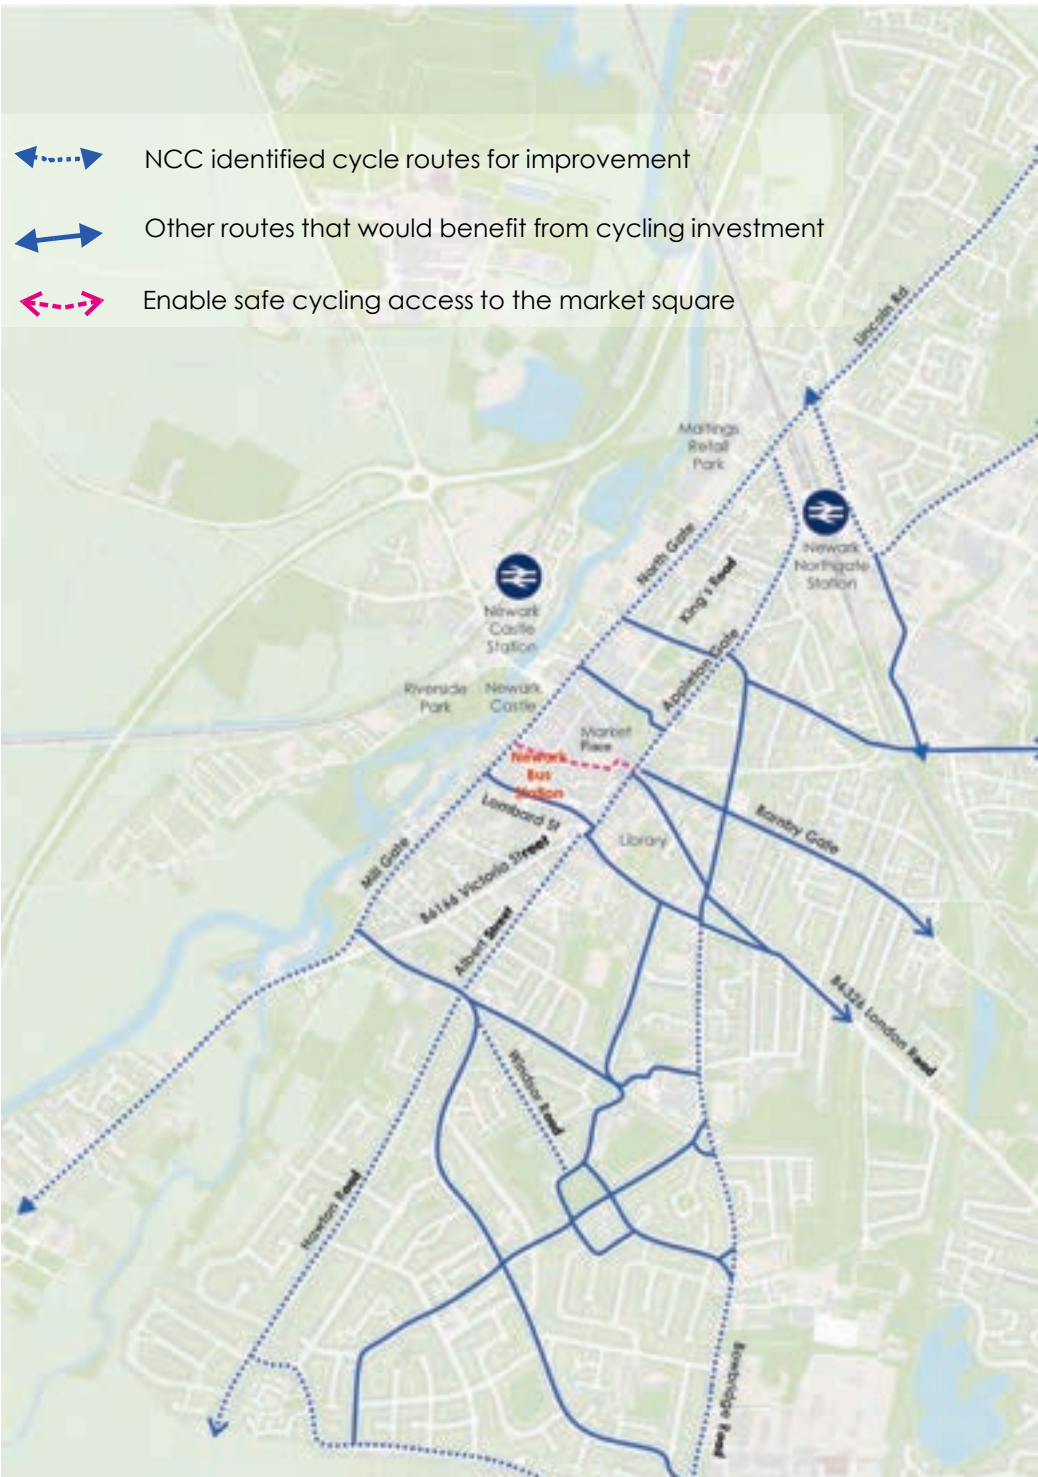 NCC identified cycle routes for improvement
Other routes that would benefit from cycling investment
Enable safe cycling access to the market square
Lincoln Rd
Maltings
Retail
Park
North Gate
King's Road
Newark
Northgate
Station
Newark
Castle
Station
Appleton Gate
Riverside
Park
Newark
Castle
Market
Place
Newark
Bus
Station
Lombard St
Barnby Gate
Library
Mill Gate
B6166 Victoria Street
Albert Street
B6326 London Road
Windsor Road
Hawton Road
Bowbridge Road